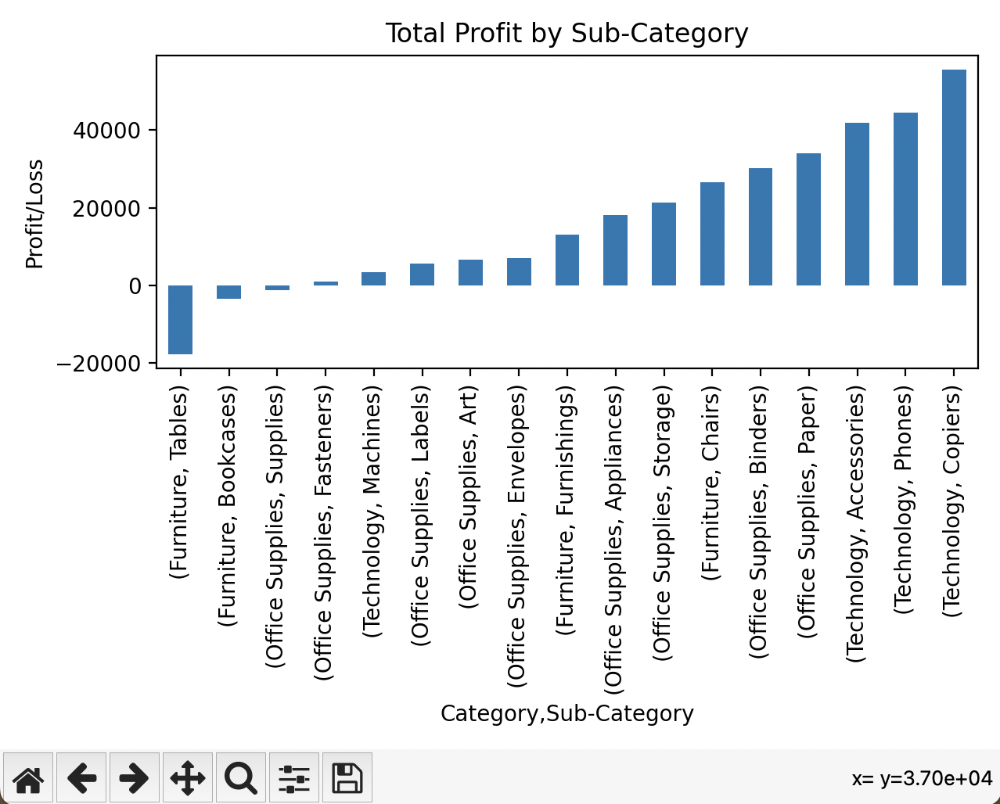 Total Profit by Sub-Category
Profit/Loss
40000
20000
0
−20000
(Furniture, Tables)
(Furniture, Bookcases)
(Office Supplies, Supplies)
(Office Supplies, Fasteners)
(Technology, Machines)
(Office Supplies, Labels)
(Office Supplies, Art)
(Office Supplies, Envelopes)
(Furniture, Furnishings)
(Office Supplies, Appliances)
(Office Supplies, Storage)
(Furniture, Chairs)
(Office Supplies, Binders)
(Office Supplies, Paper)
(Technology, Accessories)
(Technology, Phones)
(Technology, Copiers)
Category,Sub-Category
x= y=3.70e+04